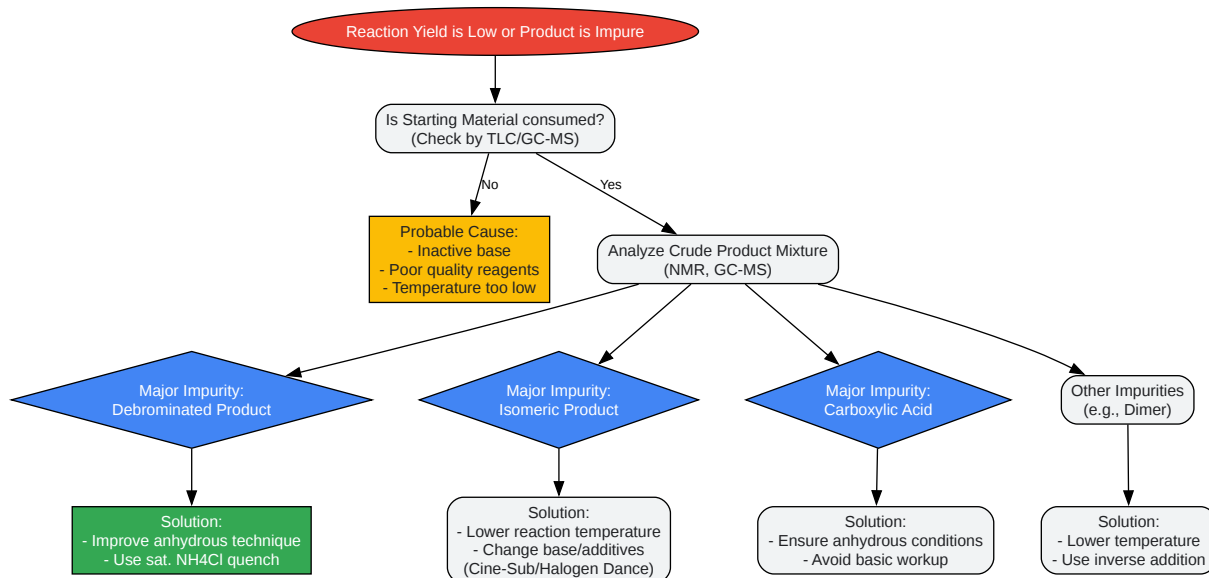 Reaction Yield is Low or Product is Impure
Is Starting Material consumed?
(Check by TLC/GC-MS)
No
Yes
Probable Cause:
- Inactive base
- Poor quality reagents
- Temperature too low
Analyze Crude Product Mixture
(NMR, GC-MS)
Major Impurity:
Debrominated Product
Major Impurity:
Isomeric Product
Major Impurity:
Carboxylic Acid
Other Impurities
(e.g., Dimer)
Solution:
- Improve anhydrous technique
- Use sat. NH4Cl quench
Solution:
- Lower reaction temperature
- Change base/additives
(Cine-Sub/Halogen Dance)
Solution:
- Ensure anhydrous conditions
- Avoid basic workup
Solution:
- Lower temperature
- Use inverse addition